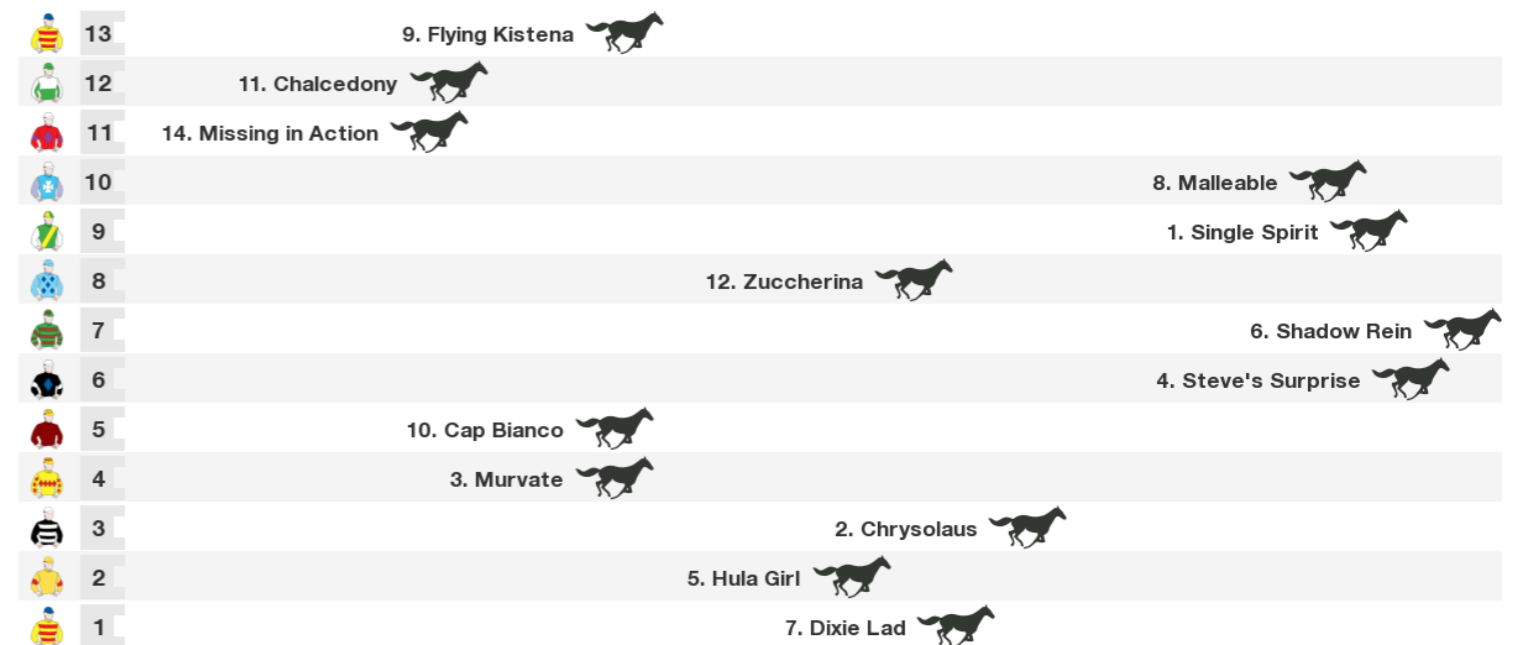 13 9. Flying Kistena
12 11. Chalcedony
11 14. Missing in Action
10 8. Malleable
9 1. Single Spirit
8 12. Zuccherina
7 6. Shadow Rein
6 4. Steve's Surprise
5 10. Cap Bianco
4 3. Murvate
3 2. Chrysolaus
2 5. Hula Girl
1 7. Dixie Lad